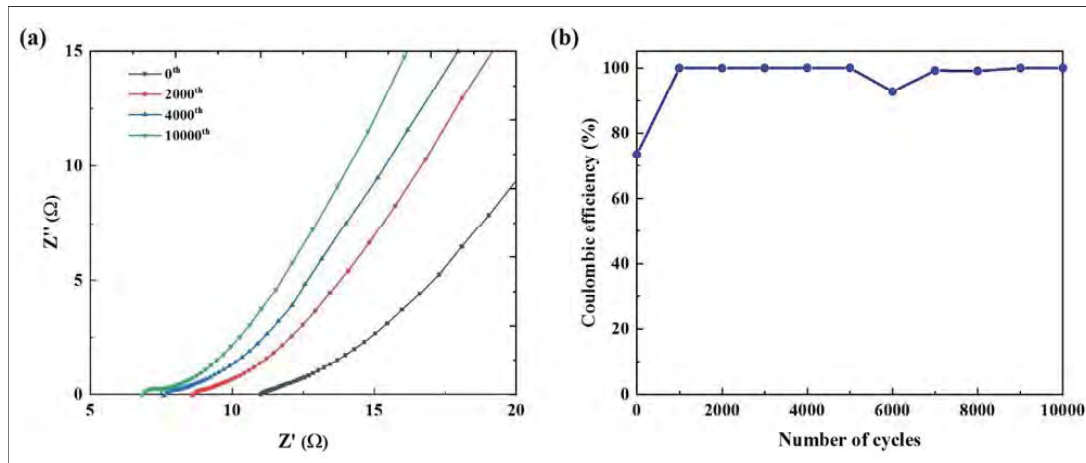 (a)
15
10
5
0
Z'' (Ω)
0th
2000th
4000th
10000th
5
10
15
20
Z' (Ω)
(b)
100
80
60
40
20
0
Coulombic efficiency (%)
0
2000
4000
6000
8000
10000
Number of cycles